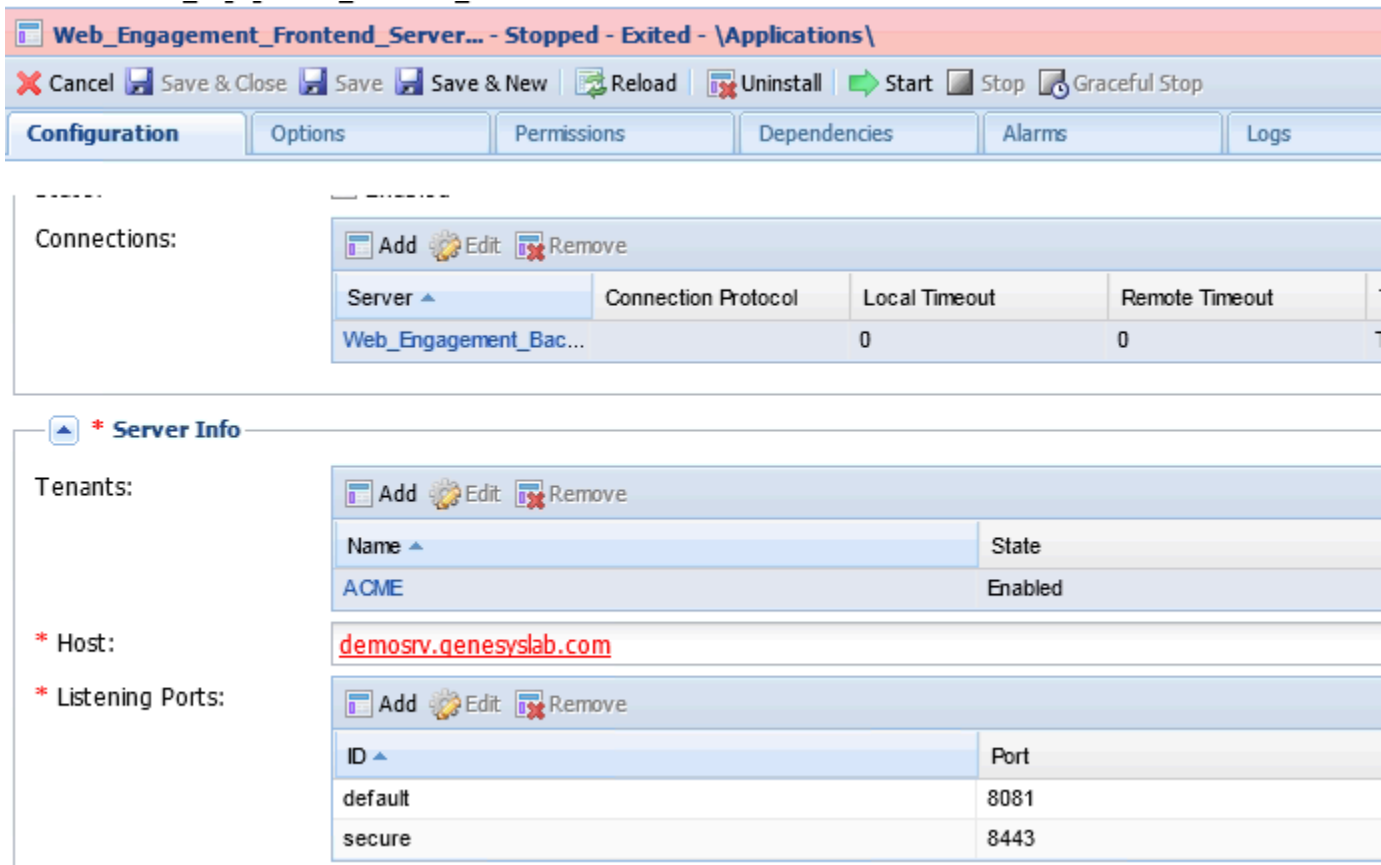 Web_Engagement_Frontend_Server... - Stopped - Exited - \Applications\
Cancel Save & Close Save Save & New Reload Uninstall Start Stop Graceful Stop
Configuration Options Permissions Dependencies Alarms Logs
Connections:
Add Edit Remove
Server Connection Protocol Local Timeout Remote Timeout
Web_Engagement_Bac... 0 0
* Server Info
Tenants:
Add Edit Remove
Name State
ACME Enabled
* Host: demosrv.genesyslab.com
* Listening Ports:
Add Edit Remove
ID Port
default 8081
secure 8443